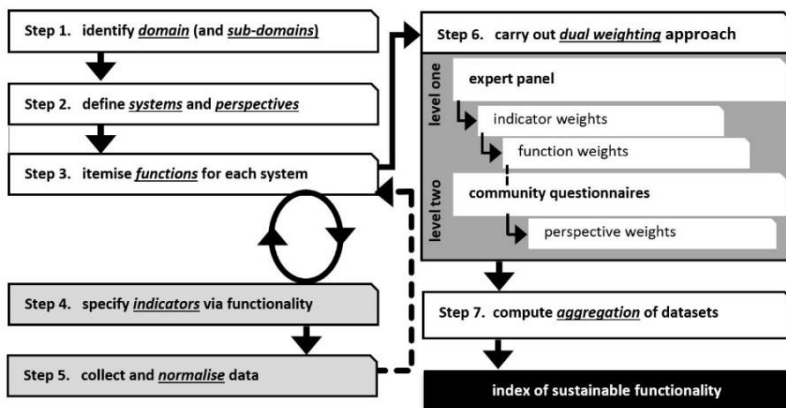 Step 1. identify domain (and sub-domains)
Step 2. define systems and perspectives
Step 3. itemise functions for each system
Step 4. specify indicators via functionality
Step 5. collect and normalise data
Step 6. carry out dual weighting approach
level one
expert panel
indicator weights
function weights
level two
community questionnaires
perspective weights
Step 7. compute aggregation of datasets
index of sustainable functionality